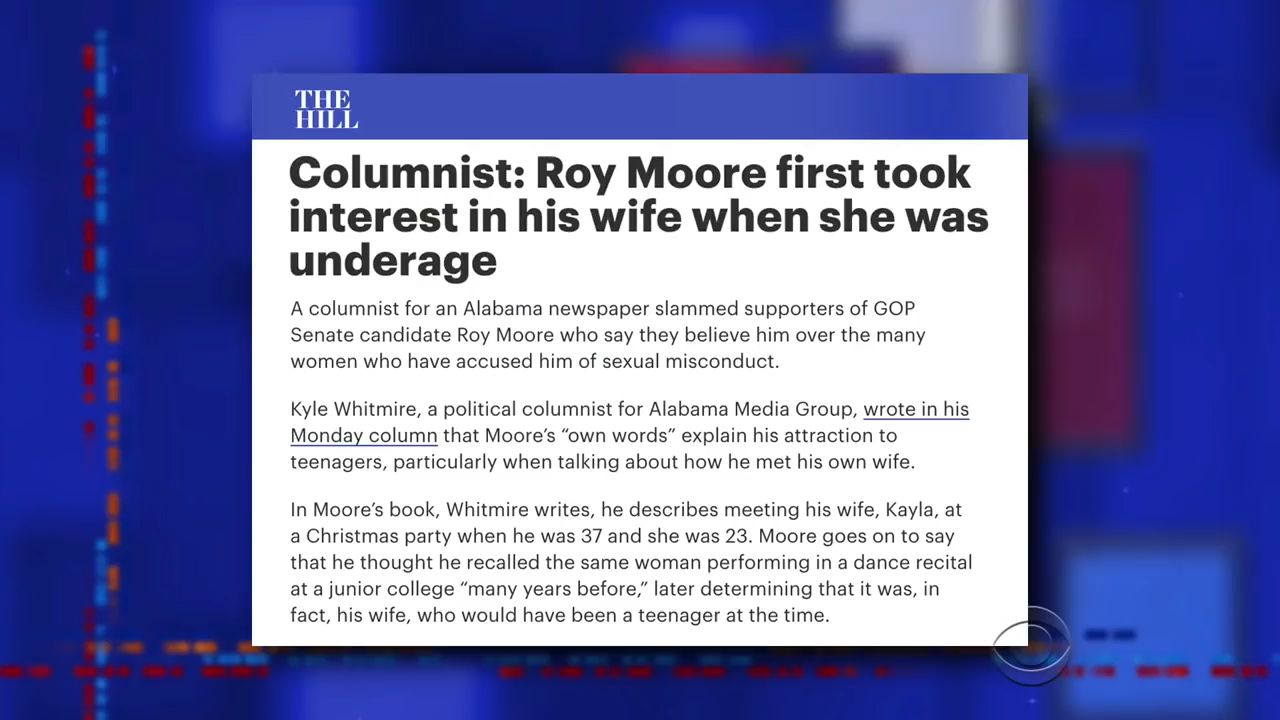 THE
HILL
Columnist: Roy Moore first took
interest in his wife when she was
underage
A columnist for an Alabama newspaper slammed supporters of GOP
Senate candidate Roy Moore who say they believe him over the many
women who have accused him of sexual misconduct.
Kyle Whitmire, a political columnist for Alabama Media Group, wrote in his
Monday column that Moore’s “own words” explain his attraction to
teenagers, particularly when talking about how he met his own wife.
In Moore’s book, Whitmire writes, he describes meeting his wife, Kayla, at
a Christmas party when he was 37 and she was 23. Moore goes on to say
that he thought he recalled the same woman performing in a dance recital
at a junior college “many years before,” later determining that it was, in
fact, his wife, who would have been a teenager at the time.